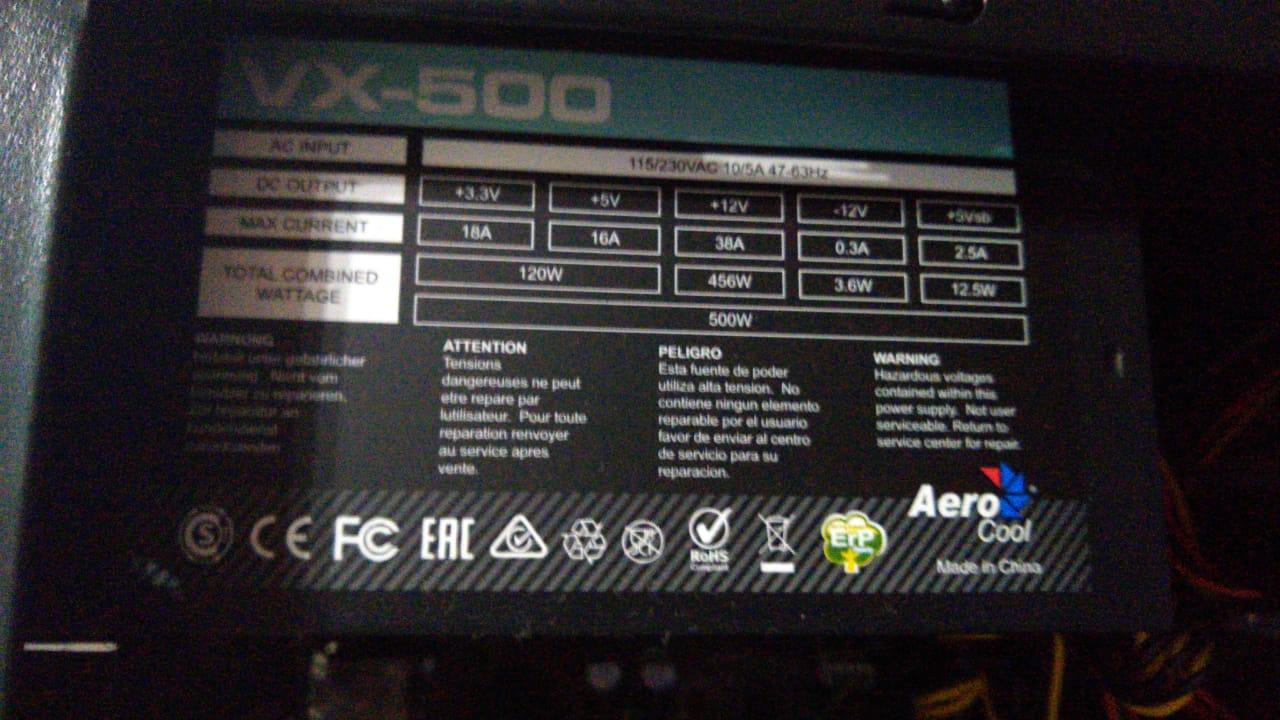 VX-500
AC INPUT 115/230VAC 10/5A 47-63Hz
DC OUTPUT +3.3V +5V +12V -12V +5Vsb
MAX CURRENT 18A 16A 38A 0.3A 2.5A
TOTAL COMBINED WATTAGE 120W 456W 3.6W 12.5W
500W
ATTENTION
Tensions
dangereuses ne peut
etre repare par
lutilisateur. Pour toute
reparation renvoyer
au service apres
vente.
PELIGRO
Esta fuente de poder
utiliza alta tension. No
contiene ningun elemento
reparable por el usuario
favor de enviar al centro
de servicio para su
reparacion.
WARNING
Hazardous voltages
contained within this
power supply. Not user
serviceable. Return to
service center for repair.
S CE FC EAC RoHS ErP
Compliant
Aero
Cool
Made in China